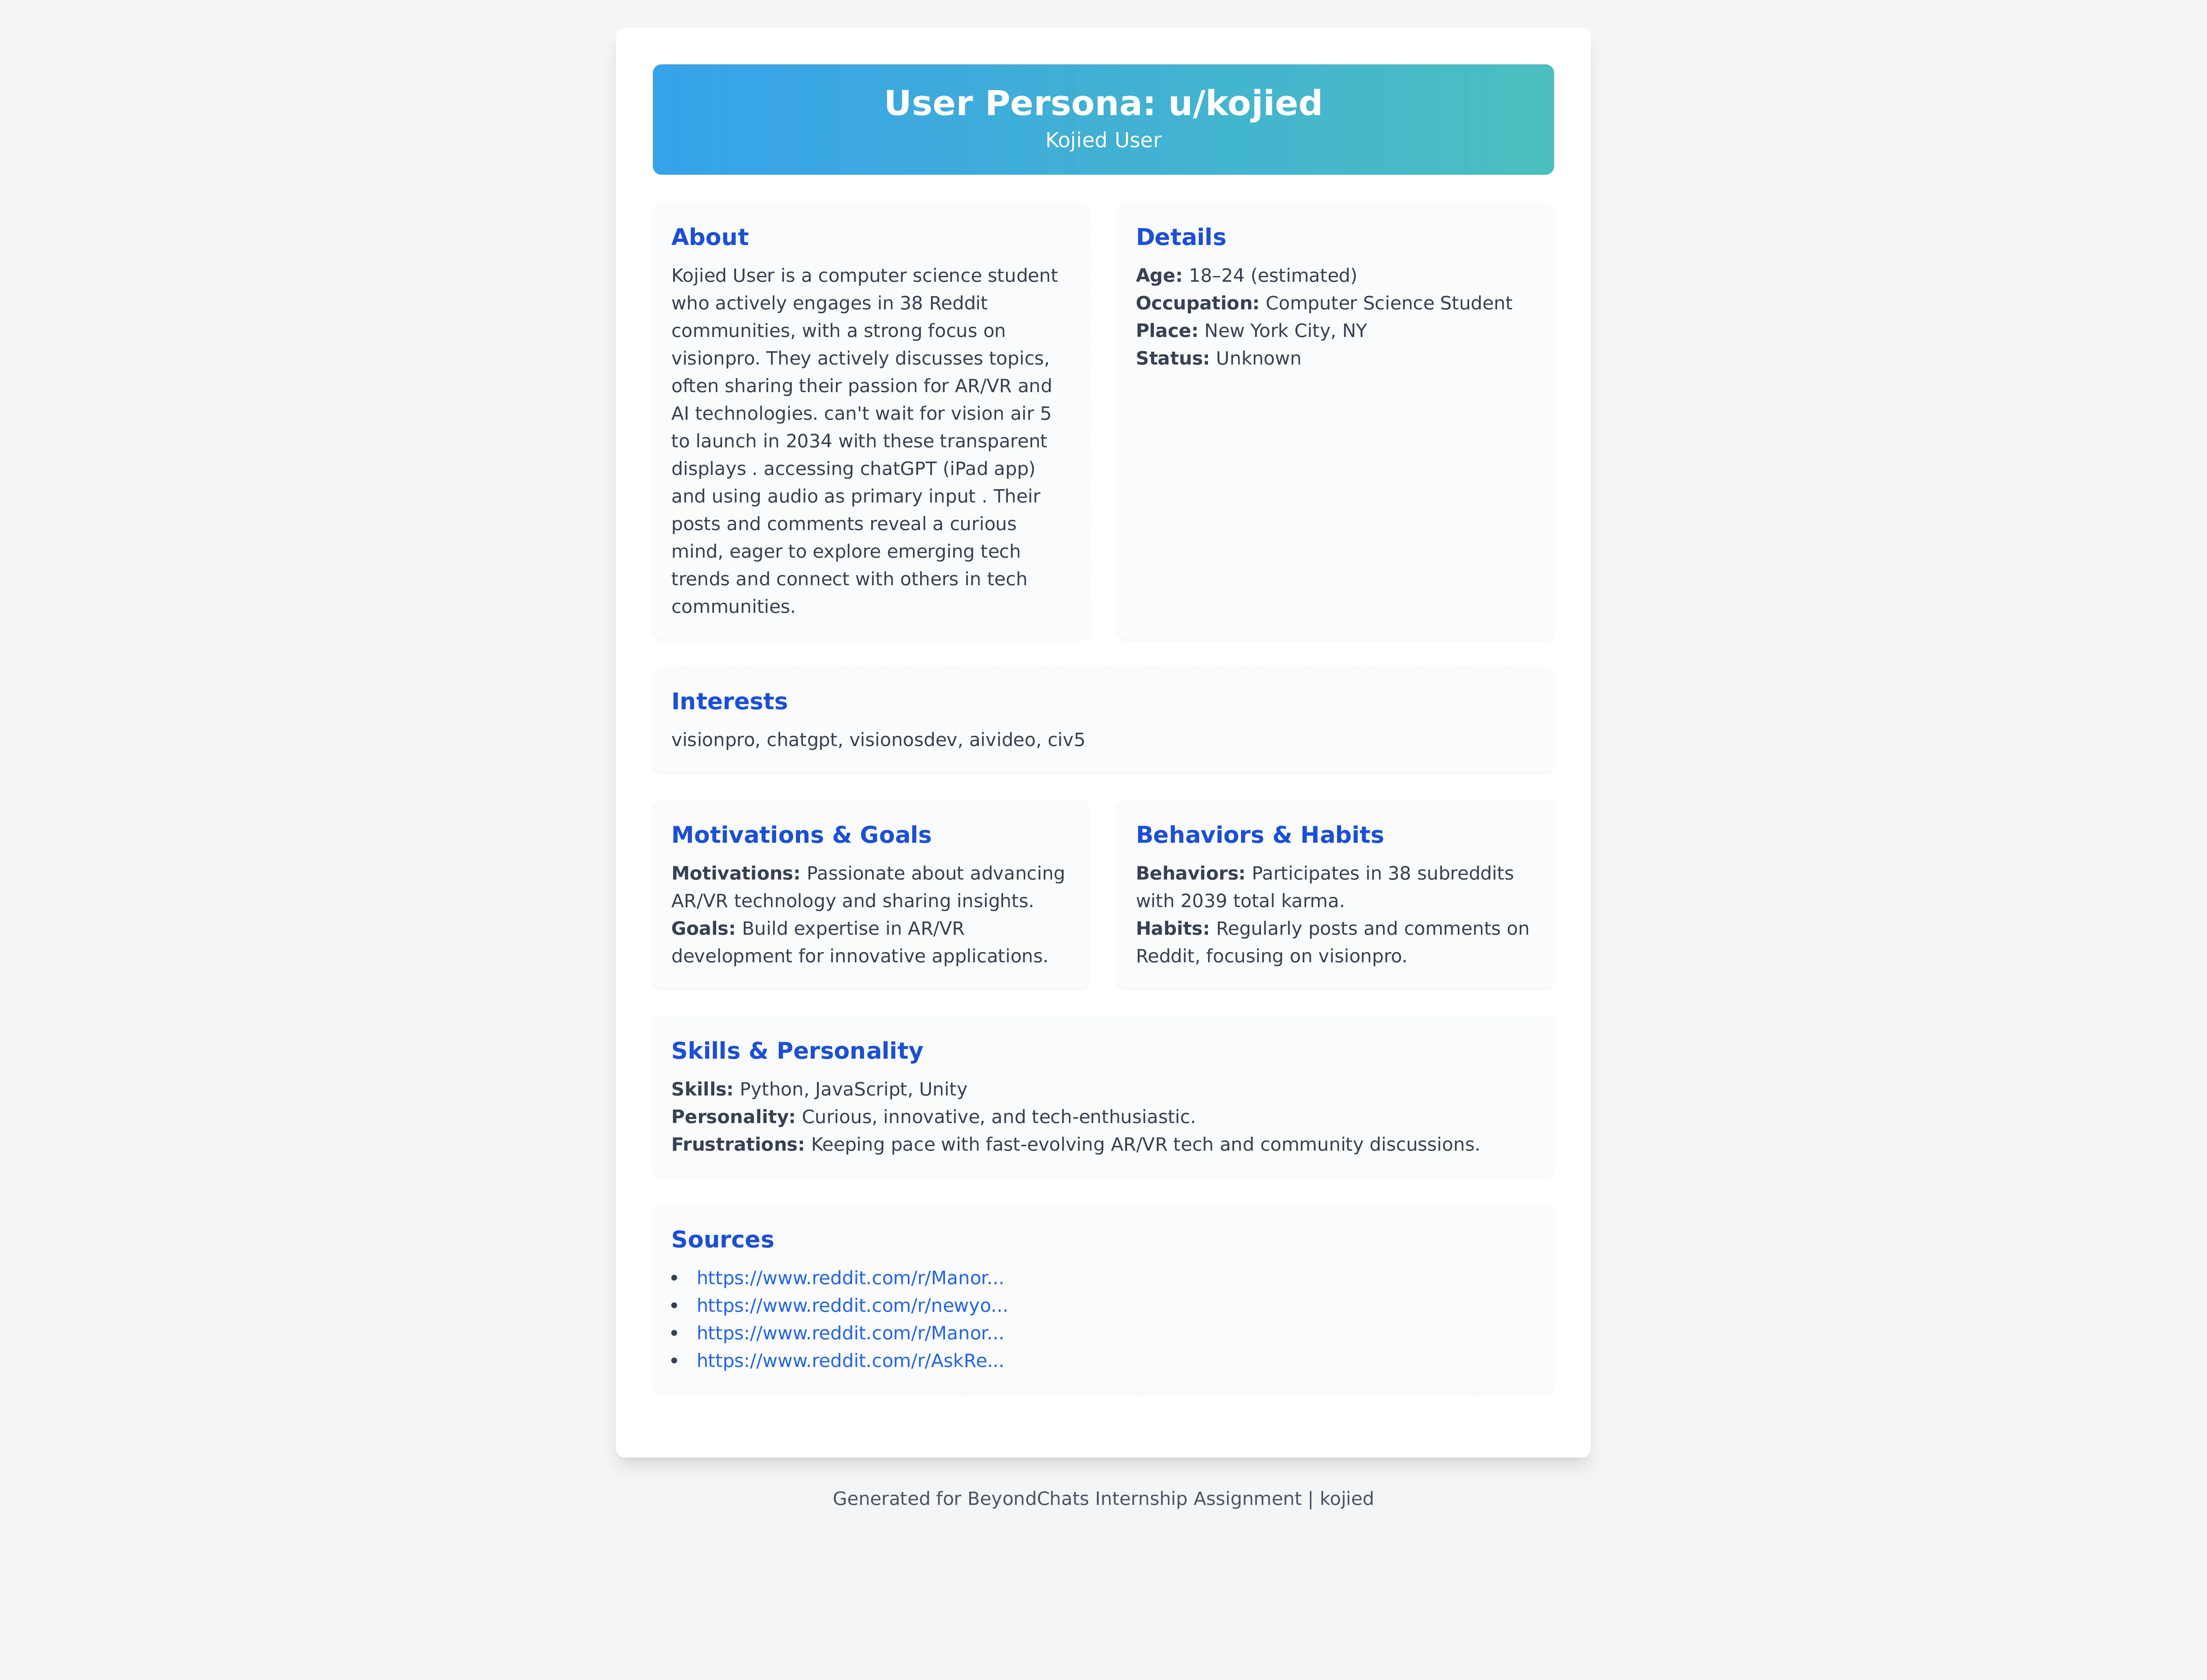 User Persona: u/kojied
Kojied User
About
Kojied User is a computer science student
who actively engages in 38 Reddit
communities, with a strong focus on
visionpro. They actively discusses topics,
often sharing their passion for AR/VR and
AI technologies. can't wait for vision air 5
to launch in 2034 with these transparent
displays . accessing chatGPT (iPad app)
and using audio as primary input . Their
posts and comments reveal a curious
mind, eager to explore emerging tech
trends and connect with others in tech
communities.
Details
Age: 18–24 (estimated)
Occupation: Computer Science Student
Place: New York City, NY
Status: Unknown
Interests
visionpro, chatgpt, visionosdev, aivideo, civ5
Motivations & Goals
Motivations: Passionate about advancing
AR/VR technology and sharing insights.
Goals: Build expertise in AR/VR
development for innovative applications.
Behaviors & Habits
Behaviors: Participates in 38 subreddits
with 2039 total karma.
Habits: Regularly posts and comments on
Reddit, focusing on visionpro.
Skills & Personality
Skills: Python, JavaScript, Unity
Personality: Curious, innovative, and tech-enthusiastic.
Frustrations: Keeping pace with fast-evolving AR/VR tech and community discussions.
Sources
• https://www.reddit.com/r/Manor...
• https://www.reddit.com/r/newyo...
• https://www.reddit.com/r/Manor...
• https://www.reddit.com/r/AskRe...
Generated for BeyondChats Internship Assignment | kojied